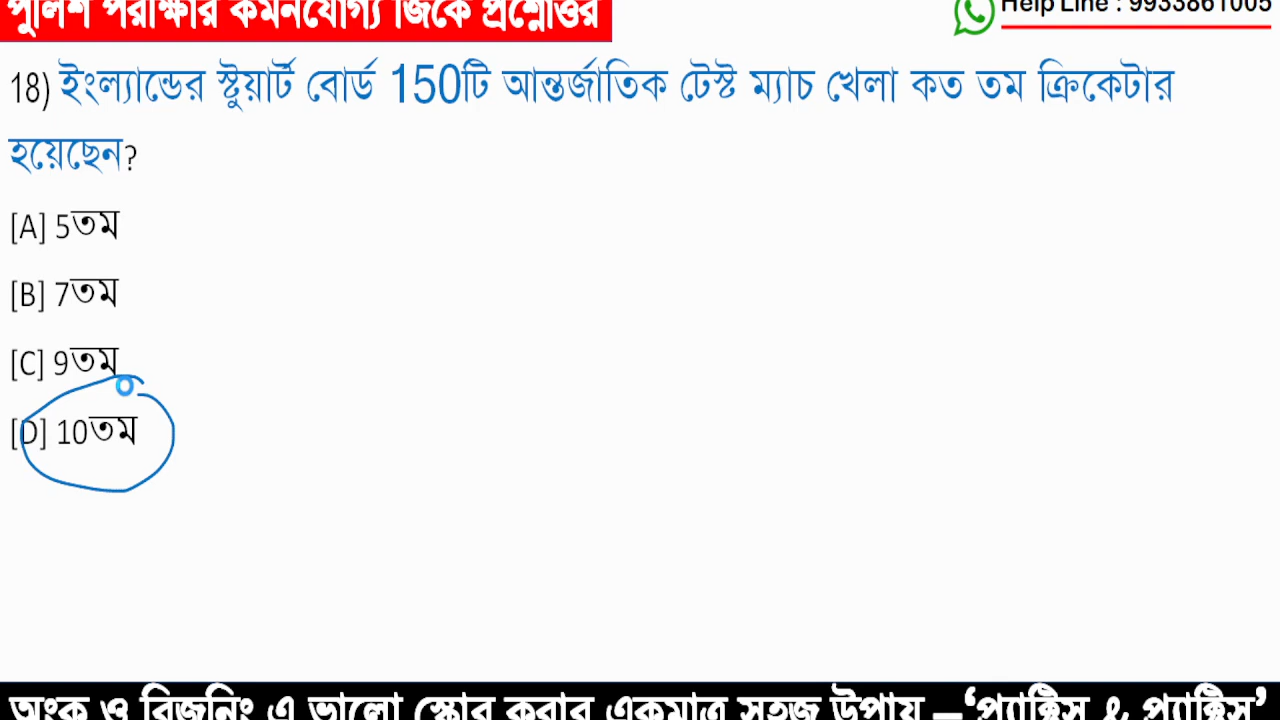 পুলিশ পরীক্ষার কমনযোগ্য জিকে প্রশ্নোত্তর
Help Line : 9933861005
18) ইংল্যান্ডের স্টুয়ার্ট বোর্ড 150টি আন্তর্জাতিক টেস্ট ম্যাচ খেলা কত তম ক্রিকেটার
হয়েছেন?
[A] 5তম
[B] 7তম
[C] 9তম
[D] 10তম
অংক ও রিজনিং এ ভালো স্কোর করার একমাত্র সহজ উপায় –‘প্র্যাক্টিস & প্র্যাক্টিস’